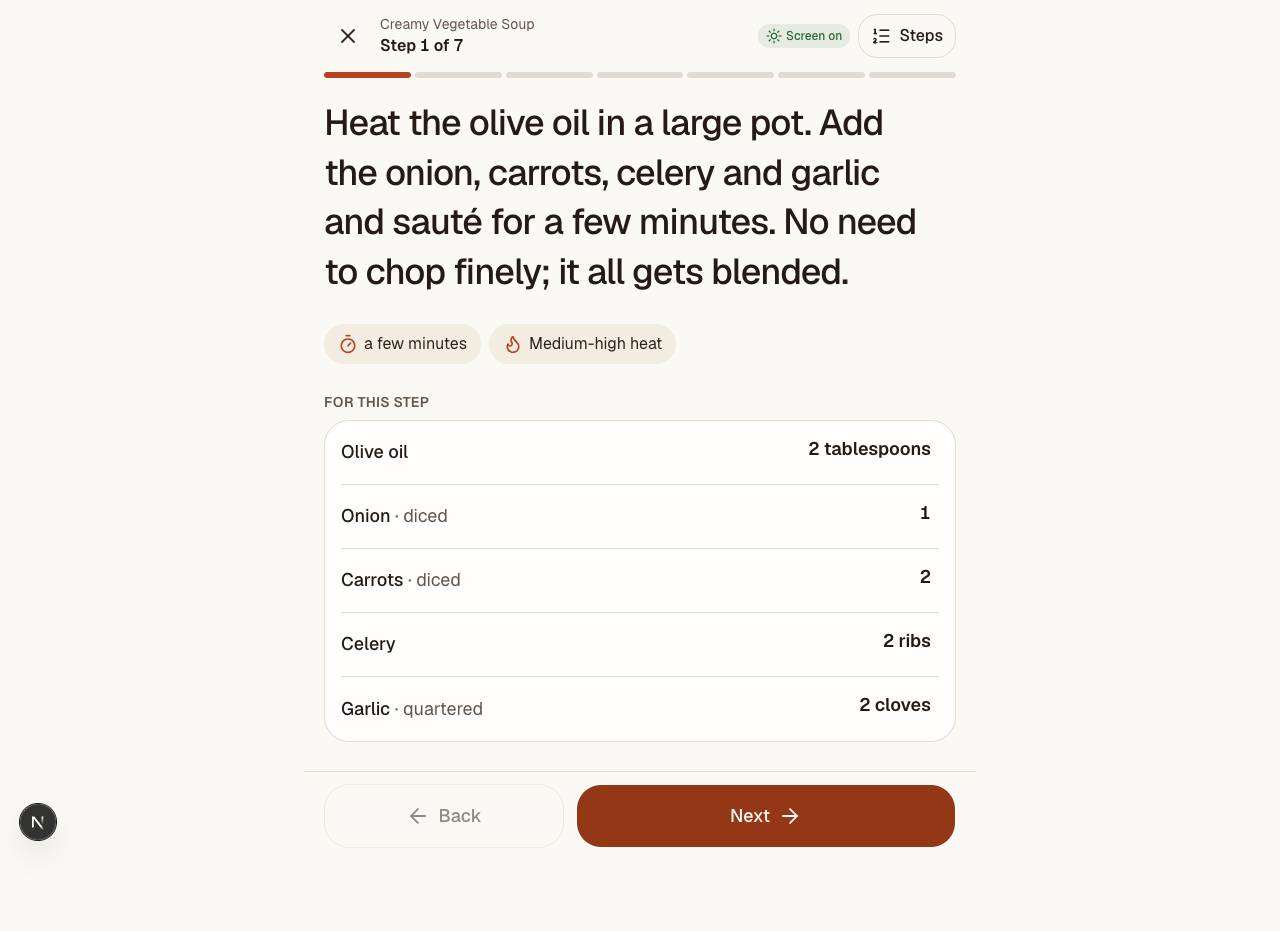 Creamy Vegetable Soup
Step 1 of 7
Screen on
Steps
Heat the olive oil in a large pot. Add
the onion, carrots, celery and garlic
and sauté for a few minutes. No need
to chop finely; it all gets blended.
a few minutes
Medium-high heat
FOR THIS STEP
Olive oil 2 tablespoons
Onion · diced 1
Carrots · diced 2
Celery 2 ribs
Garlic · quartered 2 cloves
Back
Next
N